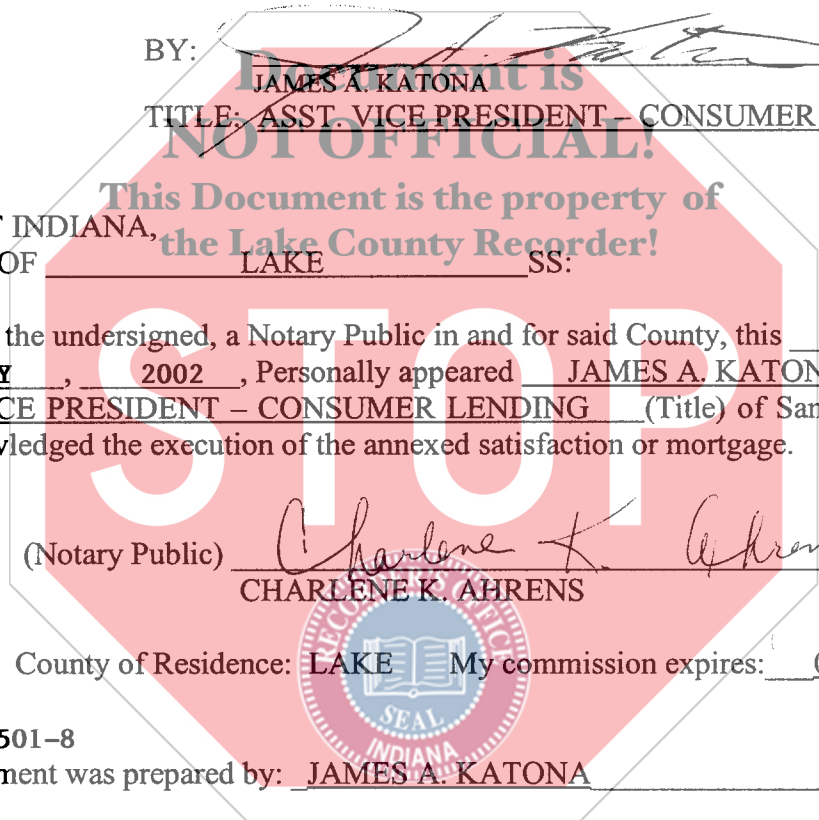 BY:
JAMES A. KATONA
TITLE: ASST. VICE PRESIDENT – CONSUMER
Document is
NOT OFFICIAL!
This Document is the property of
the Lake County Recorder!
INDIANA,
OF LAKE SS:
the undersigned, a Notary Public in and for said County, this
Y , 2002 , Personally appeared JAMES A. KATON
CE PRESIDENT – CONSUMER LENDING (Title) of San
vledged the execution of the annexed satisfaction or mortgage.
STOP
(Notary Public) Charlene K. Ahren
CHARLENE K. AHRENS
County of Residence: LAKE My commission expires:
RECORDER'S OFFICE
SEAL
INDIANA
501-8
ment was prepared by: JAMES A. KATONA